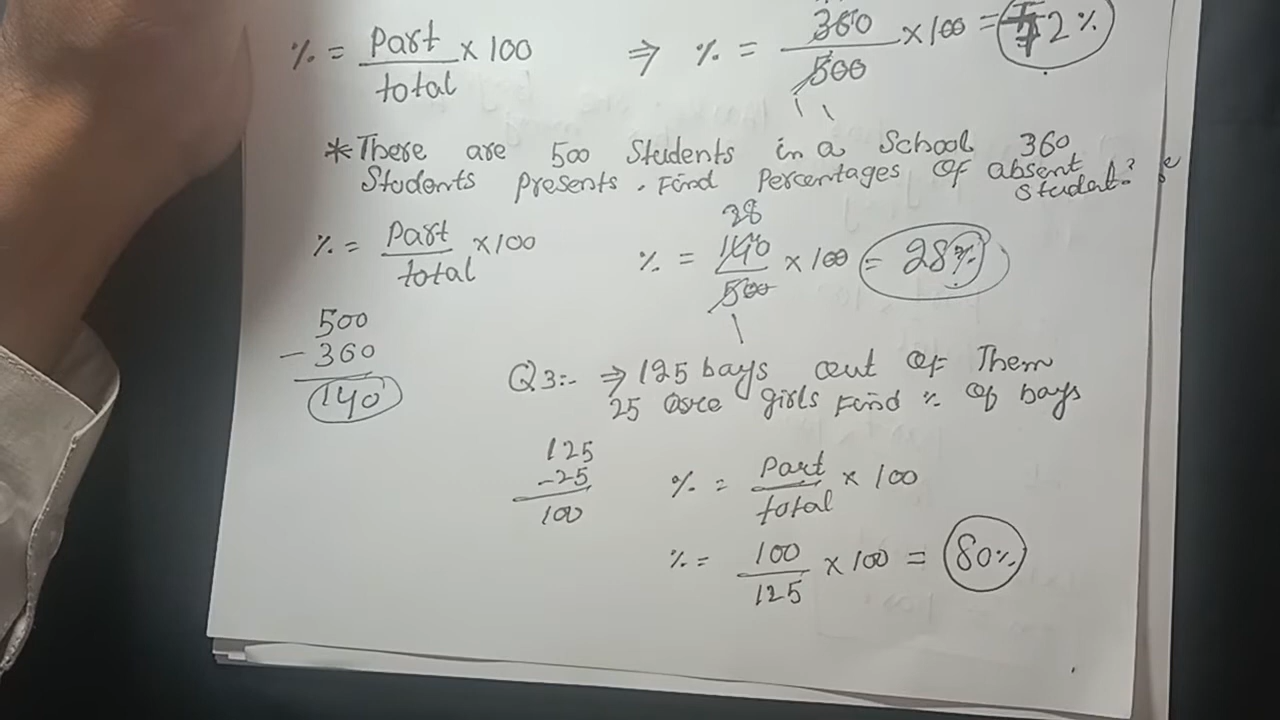 % = Part/total × 100 ⇒ % = 360/500 × 100 = 72%
* There are 500 Students in a School 360
Students presents. Find Percentages of absent
Student?
% = Part/total × 100 % = 140/500 × 100 = 28%
28
500
- 360
140
Q3:- ⇒ 125 boys out of Them
25 are girls Find % of boys
125
-25
100
% = Part/total × 100
% = 100/125 × 100 = 80%